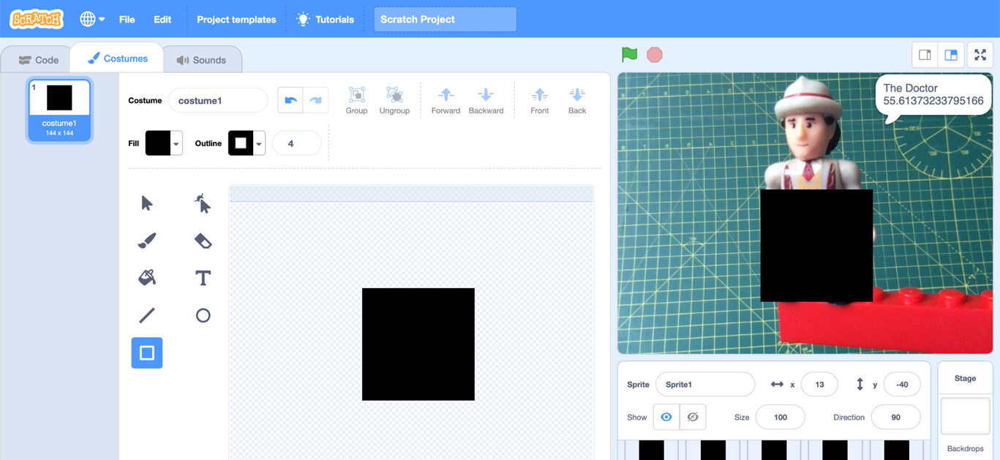 SCRATCH
File
Edit
Project templates
Tutorials
Scratch Project
Code
Costumes
Sounds
1
costume1
144 x 144
Costume
costume1
Group
Ungroup
Forward
Backward
Front
Back
Fill
Outline
4
The Doctor
55.61373233795166
Sprite
Sprite1
x
13
y
-40
Show
Size
100
Direction
90
Stage
Backdrops